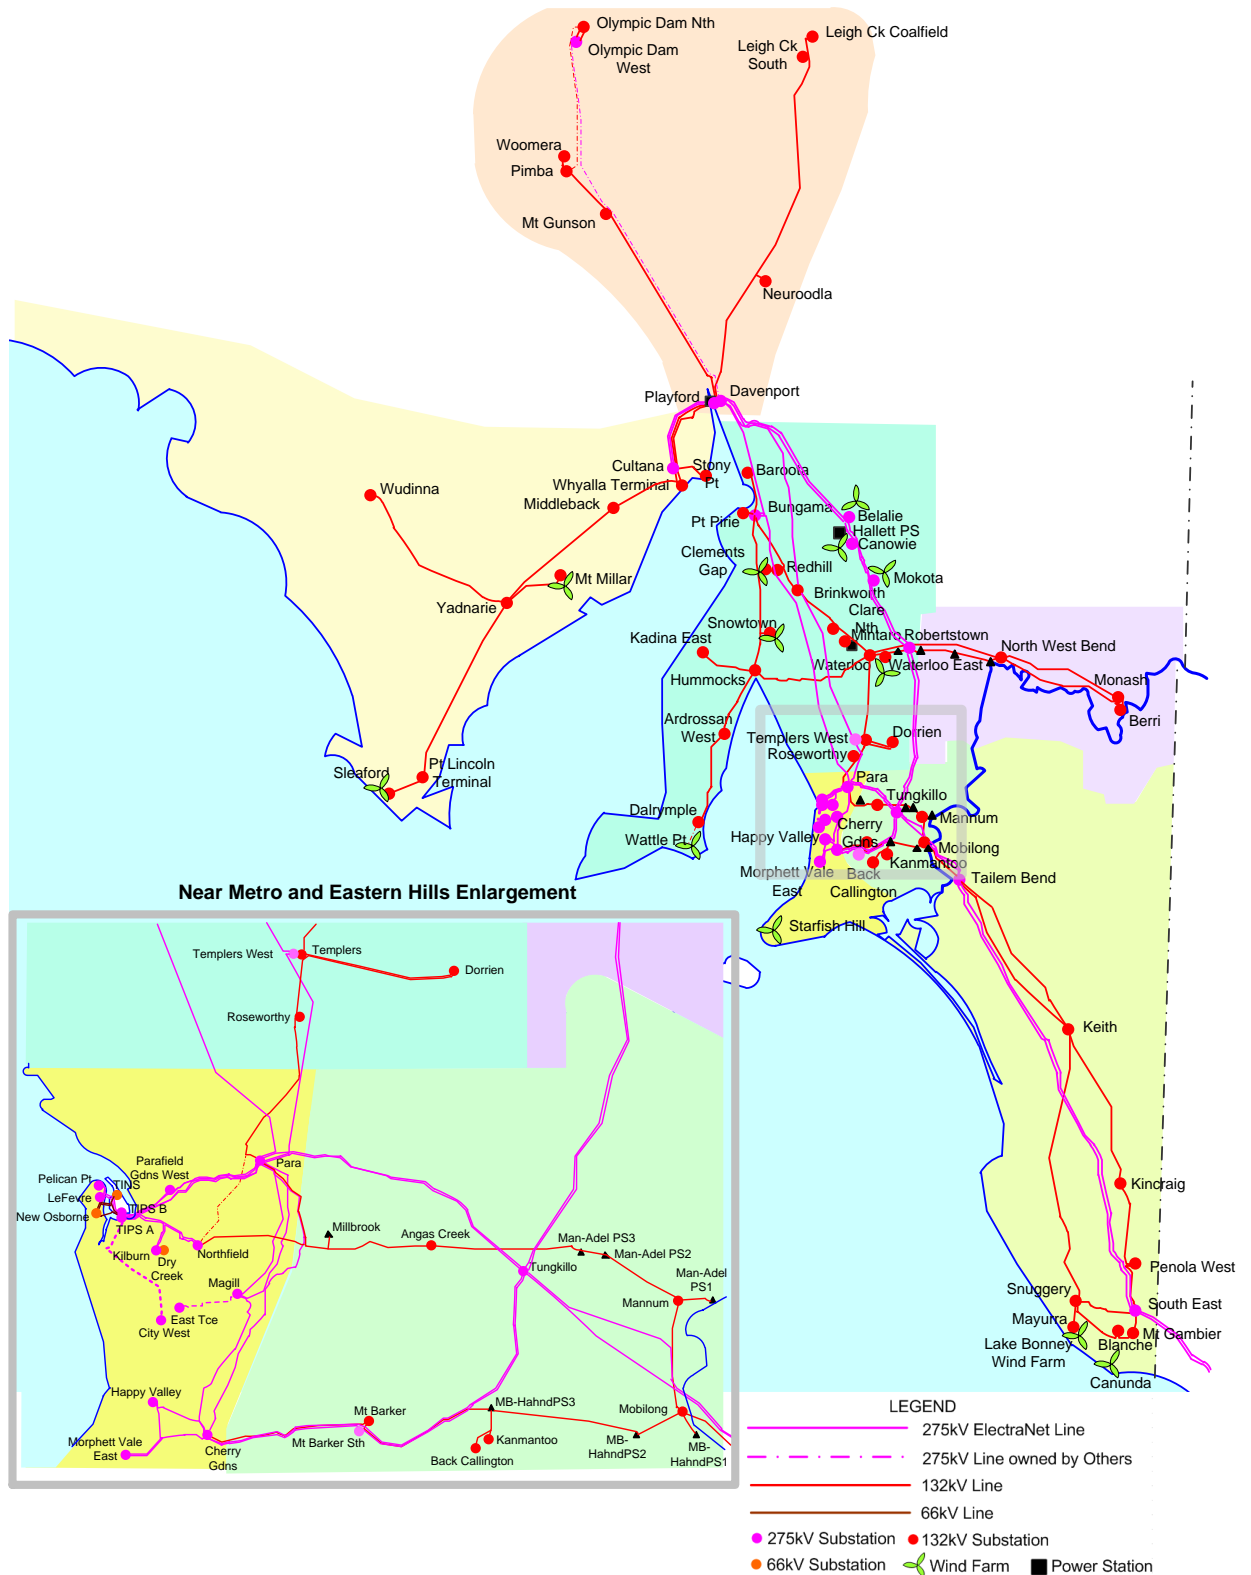 Olympic Dam Nth
Olympic Dam
West
Leigh Ck Coalfield
Leigh Ck
South
Woomera
Pimba
Mt Gunson
Neuroodla
Playford
Davenport
Cultana
Stony
Pt
Whyalla Terminal
Middleback
Wudinna
Baroota
Bungama
Pt Pirie
Belalie
Hallett PS
Canowie
Clements
Gap
Redhill
Mokota
Mt Millar
Yadnarie
Brinkworth
Clare
Nth
Snowtown
Kadina East
Mintaro
Robertstown
North West Bend
Waterloo
Waterloo East
Hummocks
Monash
Berri
Ardrossan
West
Templers West
Dorrien
Roseworthy
Sleaford
Pt Lincoln
Terminal
Para
Tungkillo
Dalrymple
Wattle Pt
Mannum
Happy Valley
Cherry
Gdns
Mobilong
Kanmantoo
Morphett Vale
East
Back
Callington
Tailem Bend
Starfish Hill
Keith
Kincraig
Penola West
Snuggery
South East
Mayurra
Mt Gambier
Blanche
Lake Bonney
Wind Farm
Canunda
Near Metro and Eastern Hills Enlargement
Templers West
Templers
Dorrien
Roseworthy
Parafield
Gdns West
Para
Pelican Pt
TINS
LeFevre
New Osborne
TIPS B
TIPS A
Kilburn
Dry
Creek
Northfield
Millbrook
Angas Creek
Man-Adel PS3
Man-Adel PS2
Man-Adel
PS1
Tungkillo
Mannum
Magill
East Tce
City West
Happy Valley
Morphett Vale
East
Cherry
Gdns
Mt Barker
Mt Barker Sth
MB-HahndPS3
Kanmantoo
Back Callington
Mobilong
MB-
HahndPS2
MB-
HahndPS1
LEGEND
275kV ElectraNet Line
275kV Line owned by Others
132kV Line
66kV Line
275kV Substation
132kV Substation
66kV Substation
Wind Farm
Power Station